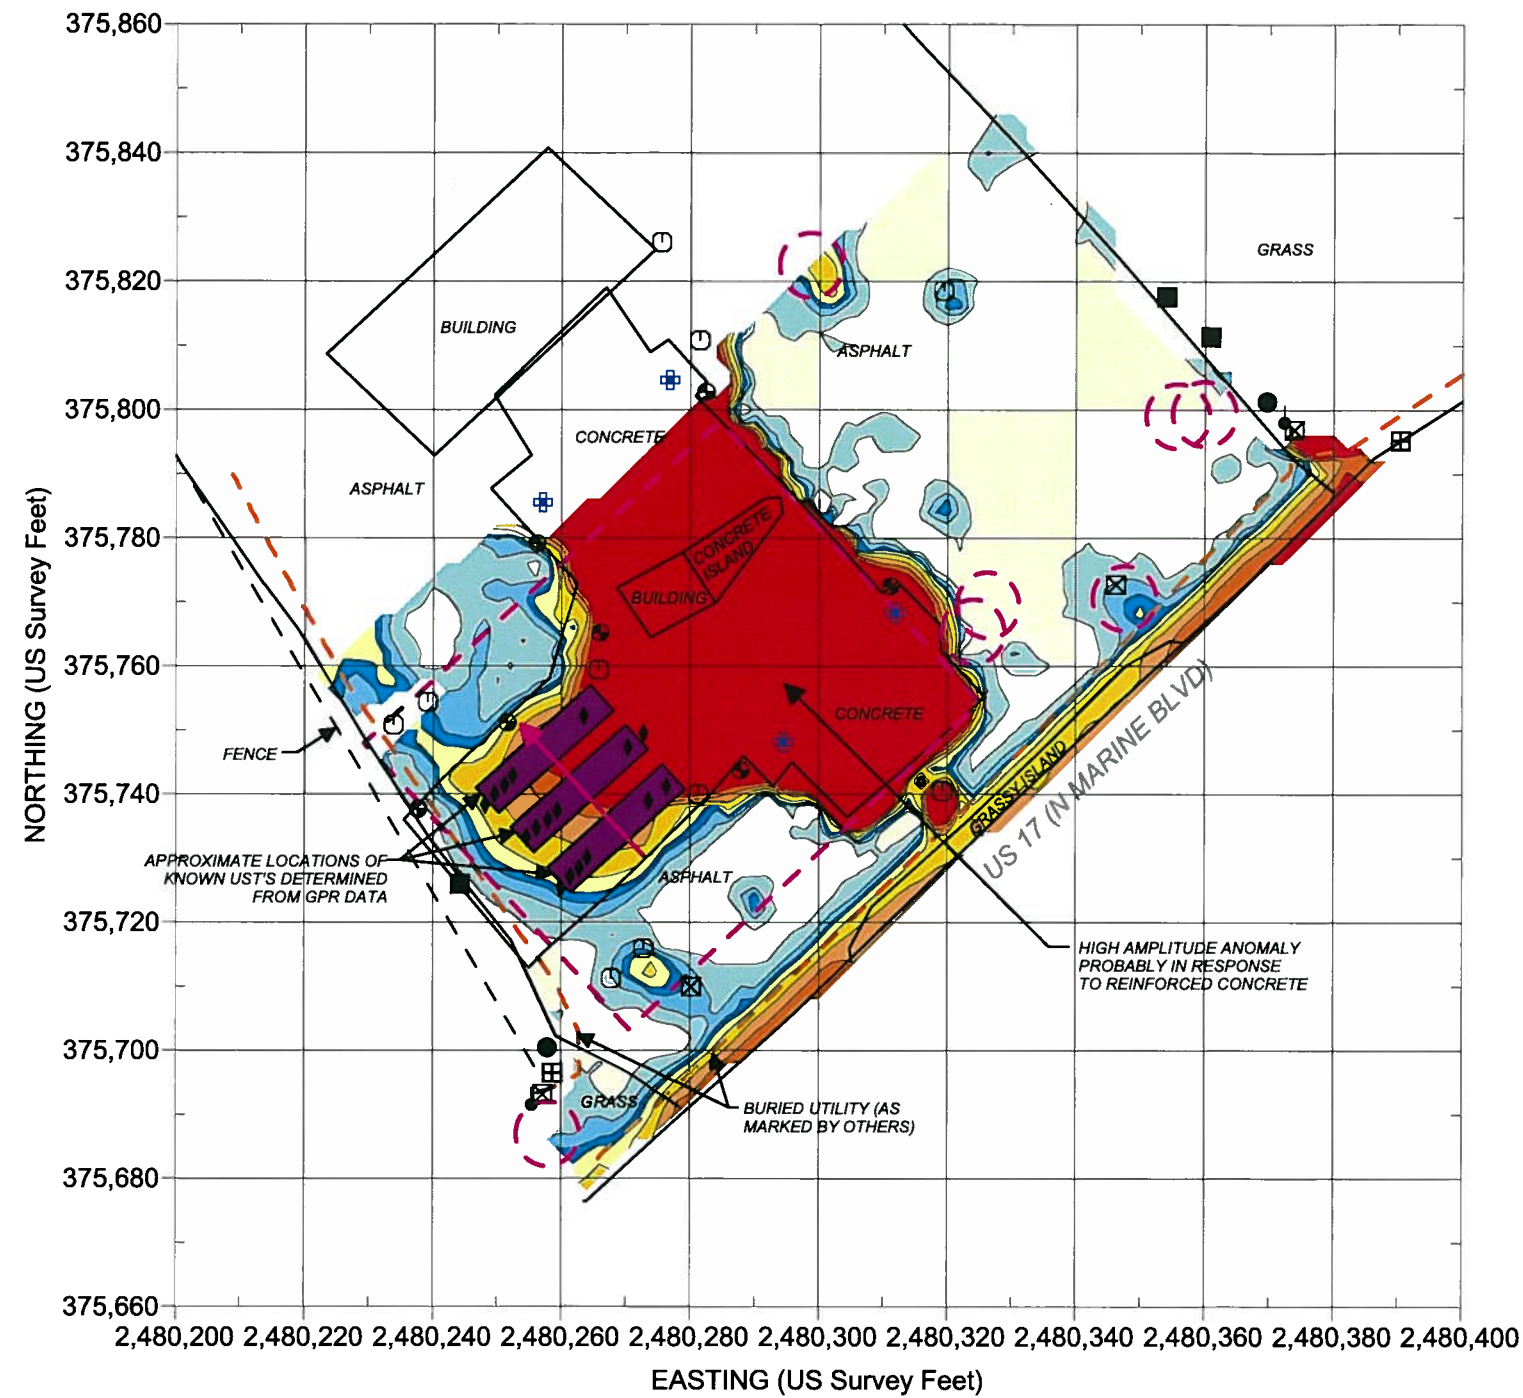 375,860
375,840
375,820
375,800
375,780
375,760
375,740
375,720
375,700
375,680
375,660
NORTHING (US Survey Feet)
GRASS
BUILDING
ASPHALT
CONCRETE
ASPHALT
CONCRETE
ISLAND
BUILDING
CONCRETE
FENCE
GRASSY ISLAND
US 17 (N MARINE BLVD)
APPROXIMATE LOCATIONS OF
KNOWN UST'S DETERMINED
FROM GPR DATA
ASPHALT
HIGH AMPLITUDE ANOMALY
PROBABLY IN RESPONSE
TO REINFORCED CONCRETE
GRASS
BURIED UTILITY (AS
MARKED BY OTHERS)
2,480,200 2,480,220 2,480,240 2,480,260 2,480,280 2,480,300 2,480,320 2,480,340 2,480,360 2,480,380 2,480,400
EASTING (US Survey Feet)